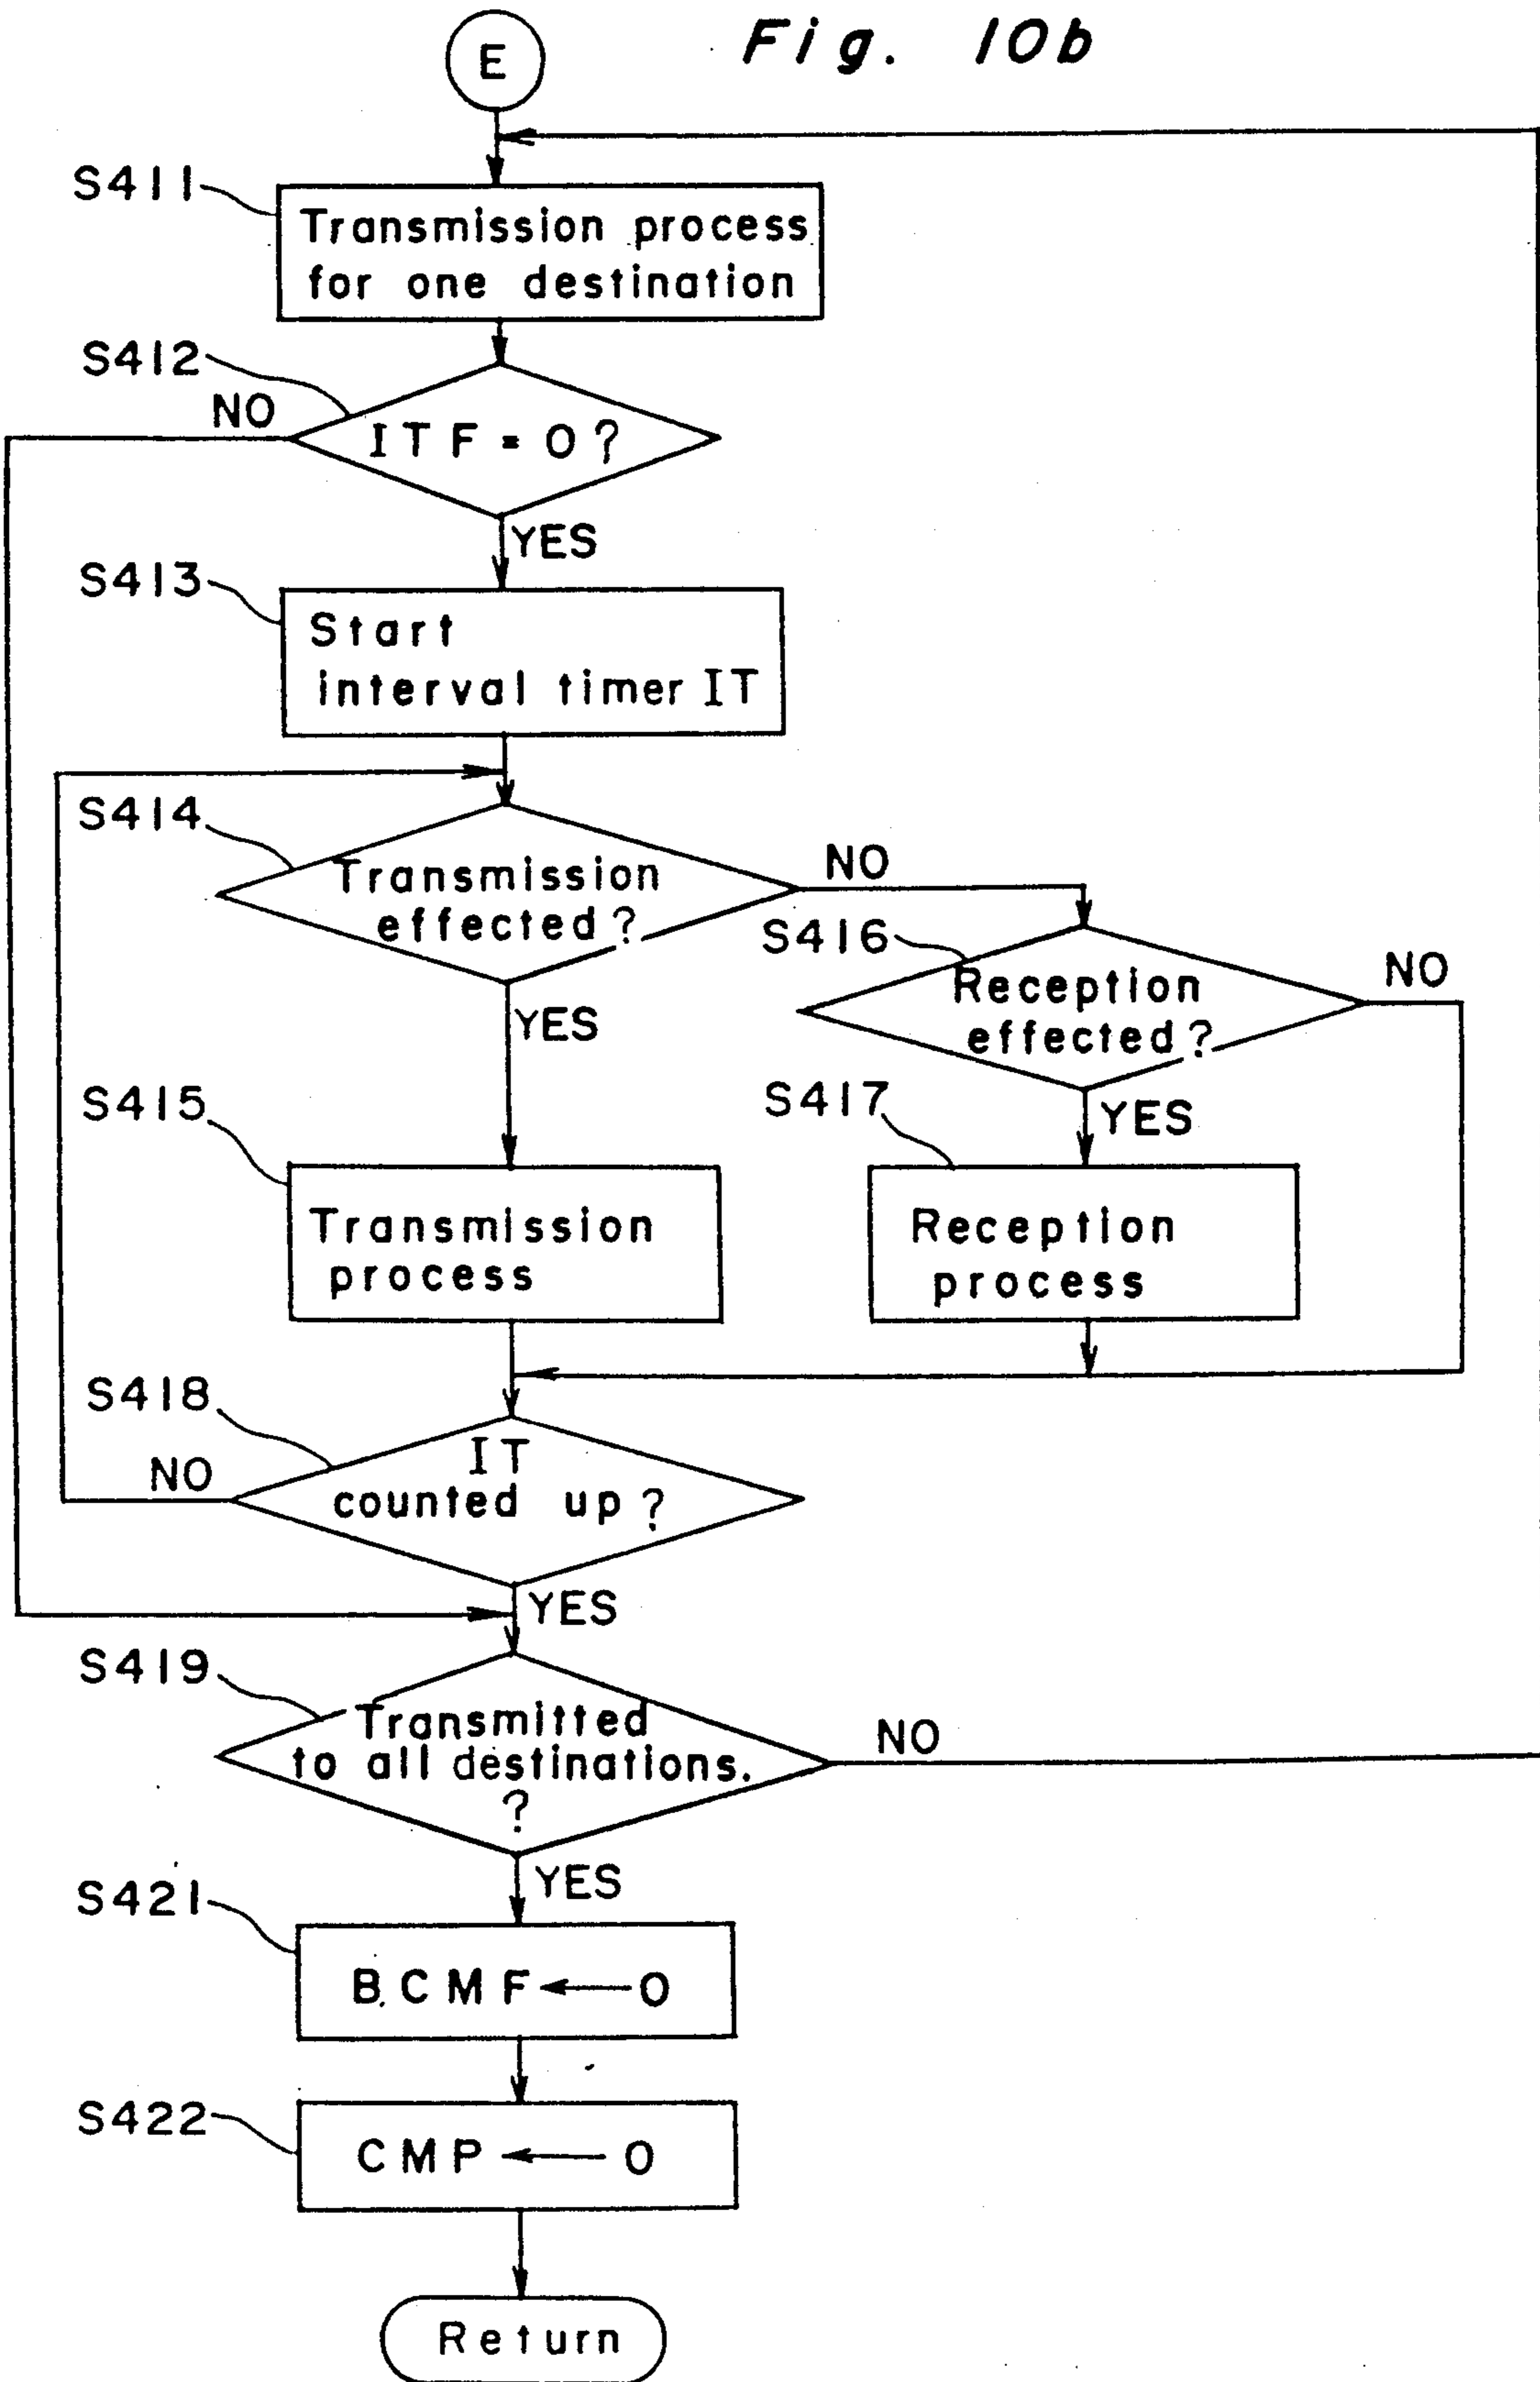 Fig. 10b
E
S411
Transmission process
for one destination
S412
NO
ITF = 0 ?
YES
S413
Start
interval timer IT
S414
Transmission
effected ?
NO
YES
S416
Reception
effected ?
NO
YES
S415
Transmission
process
S417
Reception
process
S418
IT
counted up ?
NO
YES
S419
Transmitted
to all destinations.
?
NO
YES
S421
B.CMF ← 0
S422
CMP ← 0
Return